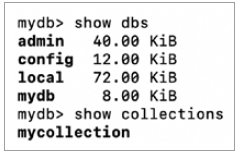 mydb> show dbs
admin    40.00 KiB
config   12.00 KiB
local    72.00 KiB
mydb      8.00 KiB
mydb> show collections
mycollection